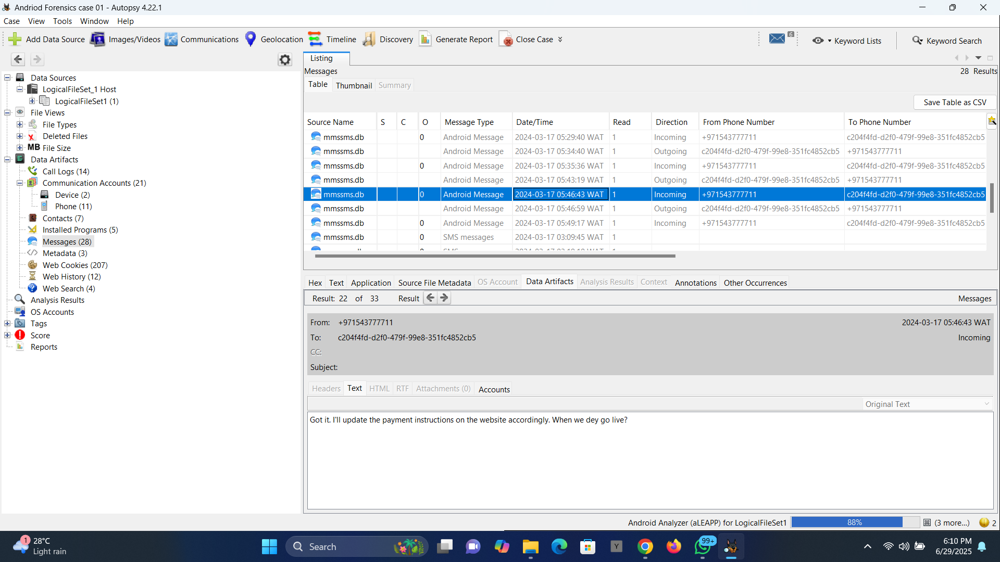 Andriod Forensics case 01 - Autopsy 4.22.1
Case View Tools Window Help
Add Data Source Images/Videos Communications Geolocation Timeline Discovery Generate Report Close Case 6 Keyword Lists Keyword Search
Listing
Messages 28 Results
Table Thumbnail Summary
Save Table as CSV
Data Sources
LogicalFileSet_1 Host
LogicalFileSet1 (1)
File Views
File Types
Deleted Files
MB File Size
Data Artifacts
Call Logs (14)
Communication Accounts (21)
Device (2)
Phone (11)
Contacts (7)
Installed Programs (5)
Messages (28)
Metadata (3)
Web Cookies (207)
Web History (12)
Web Search (4)
Analysis Results
OS Accounts
Tags
Score
Reports
Source Name S C O Message Type Date/Time Read Direction From Phone Number To Phone Number
mmssms.db 0 Android Message 2024-03-17 05:29:40 WAT 1 Incoming +971543777711 c204f4fd-d2f0-479f-99e8-351fc4852cb5
mmssms.db Android Message 2024-03-17 05:34:40 WAT 1 Outgoing c204f4fd-d2f0-479f-99e8-351fc4852cb5 +971543777711
mmssms.db 0 Android Message 2024-03-17 05:35:36 WAT 1 Incoming +971543777711 c204f4fd-d2f0-479f-99e8-351fc4852cb5
mmssms.db Android Message 2024-03-17 05:43:19 WAT 1 Outgoing c204f4fd-d2f0-479f-99e8-351fc4852cb5 +971543777711
mmssms.db 0 Android Message 2024-03-17 05:46:43 WAT 1 Incoming +971543777711 c204f4fd-d2f0-479f-99e8-351fc4852cb5
mmssms.db Android Message 2024-03-17 05:46:59 WAT 1 Outgoing c204f4fd-d2f0-479f-99e8-351fc4852cb5 +971543777711
mmssms.db 0 Android Message 2024-03-17 05:49:17 WAT 1 Incoming +971543777711 c204f4fd-d2f0-479f-99e8-351fc4852cb5
mmssms.db 0 SMS messages 2024-03-17 03:09:45 WAT 1
Hex Text Application Source File Metadata OS Account Data Artifacts Analysis Results Context Annotations Other Occurrences
Result: 22 of 33 Result Messages
From: +971543777711 2024-03-17 05:46:43 WAT
To: c204f4fd-d2f0-479f-99e8-351fc4852cb5 Incoming
CC:
Subject:
Headers Text HTML RTF Attachments (0) Accounts
Original Text
Got it. I'll update the payment instructions on the website accordingly. When we dey go live?
Android Analyzer (aLEAPP) for LogicalFileSet1 88% (3 more...) 2
1 28°C
Light rain
Search
Y
99+
6:10 PM
6/29/2025